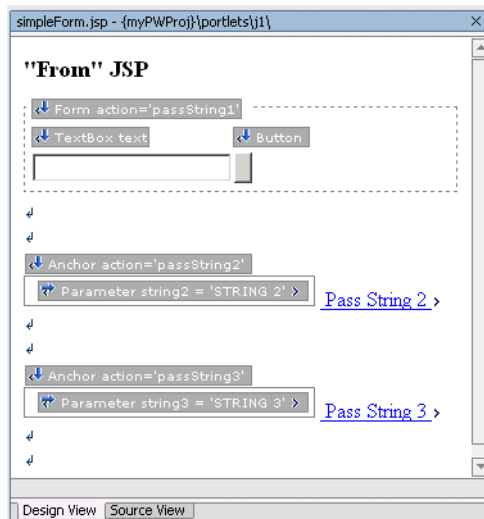 simpleForm.jsp - {myPWProj}\portlets\j1\
"From" JSP
Form action='passString1'
TextBox text Button
Anchor action='passString2'
Parameter string2 = 'STRING 2'
Pass String 2
Anchor action='passString3'
Parameter string3 = 'STRING 3'
Pass String 3
Design View Source View